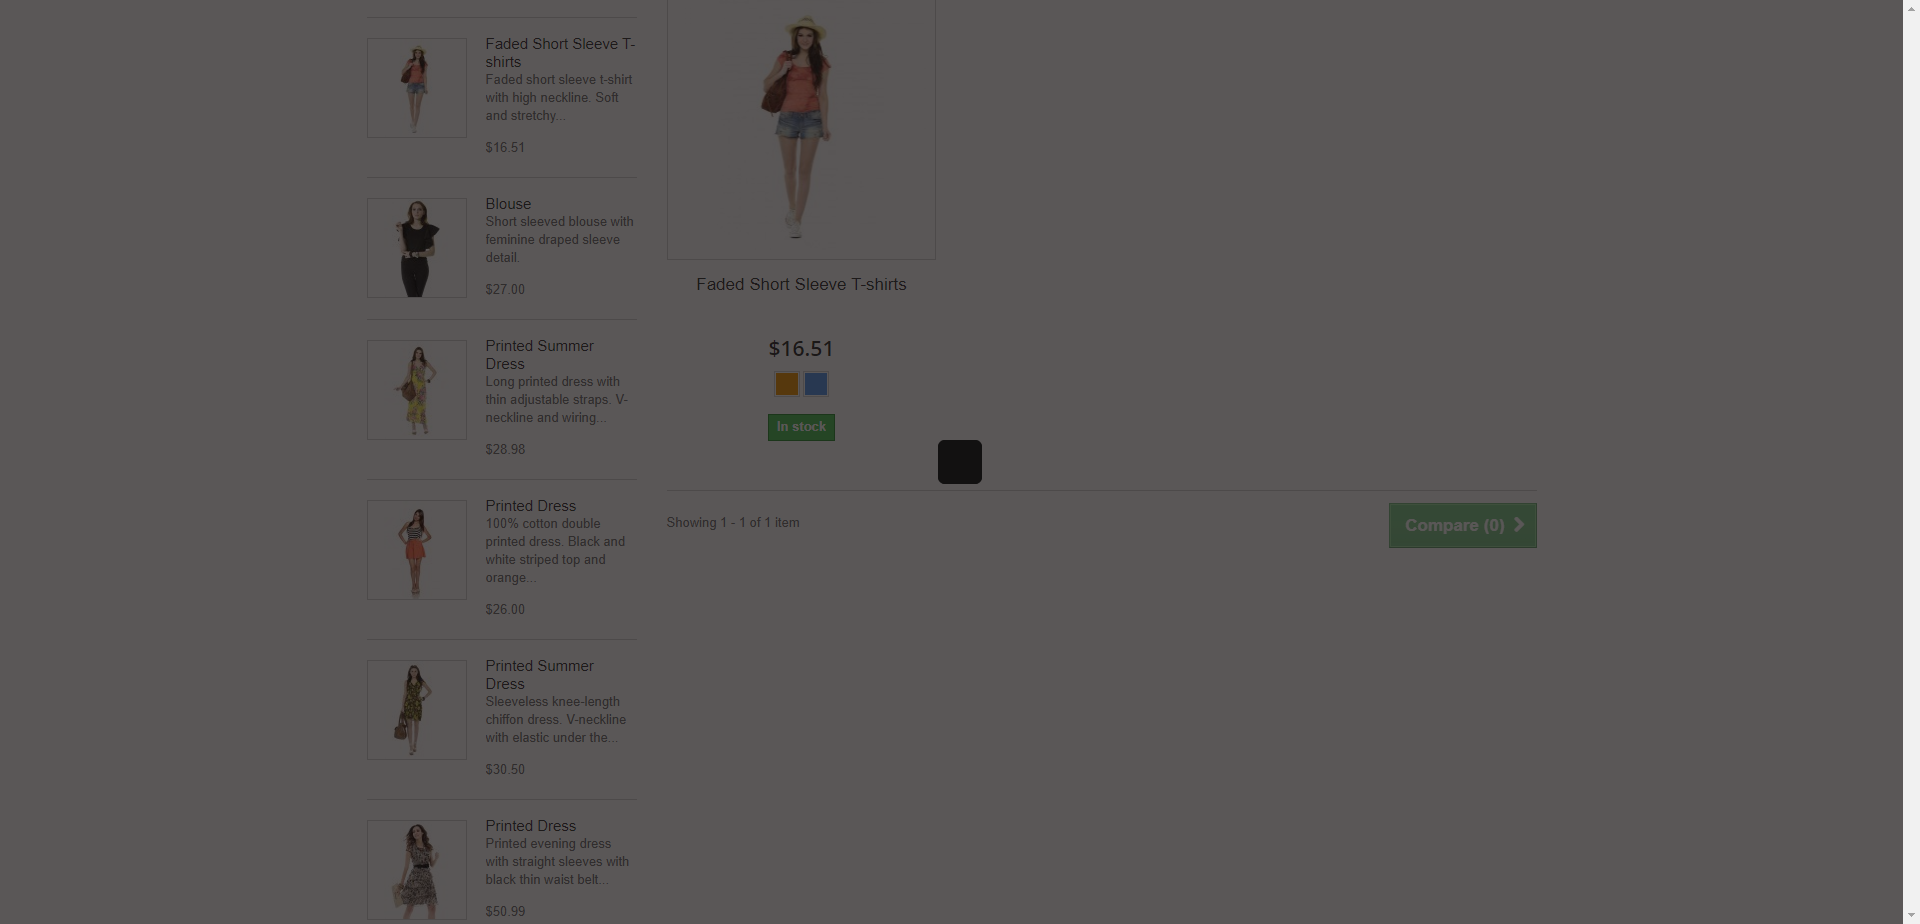 Faded Short Sleeve T-
shirts
Faded short sleeve t-shirt
with high neckline. Soft
and stretchy...
$16.51
Blouse
Short sleeved blouse with
feminine draped sleeve
detail.
$27.00
Printed Summer
Dress
Long printed dress with
thin adjustable straps. V-
neckline and wiring...
$28.98
Printed Dress
100% cotton double
printed dress. Black and
white striped top and
orange...
$26.00
Printed Summer
Dress
Sleeveless knee-length
chiffon dress. V-neckline
with elastic under the...
$30.50
Printed Dress
Printed evening dress
with straight sleeves with
black thin waist belt...
$50.99
Faded Short Sleeve T-shirts
$16.51
In stock
Showing 1 - 1 of 1 item
Compare (0)